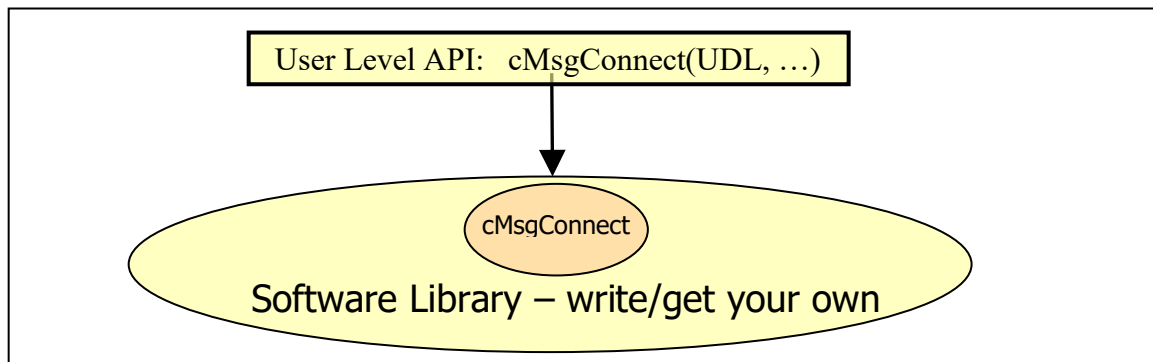 User Level API: cMsgConnect(UDL, …)
cMsgConnect
Software Library – write/get your own